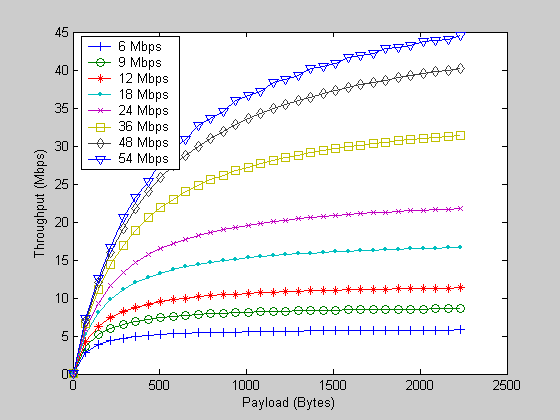 45
40
35
30
25
20
15
10
5
0
Throughput (Mbps)
6 Mbps
9 Mbps
12 Mbps
18 Mbps
24 Mbps
36 Mbps
48 Mbps
54 Mbps
0 500 1000 1500 2000 2500
Payload (Bytes)